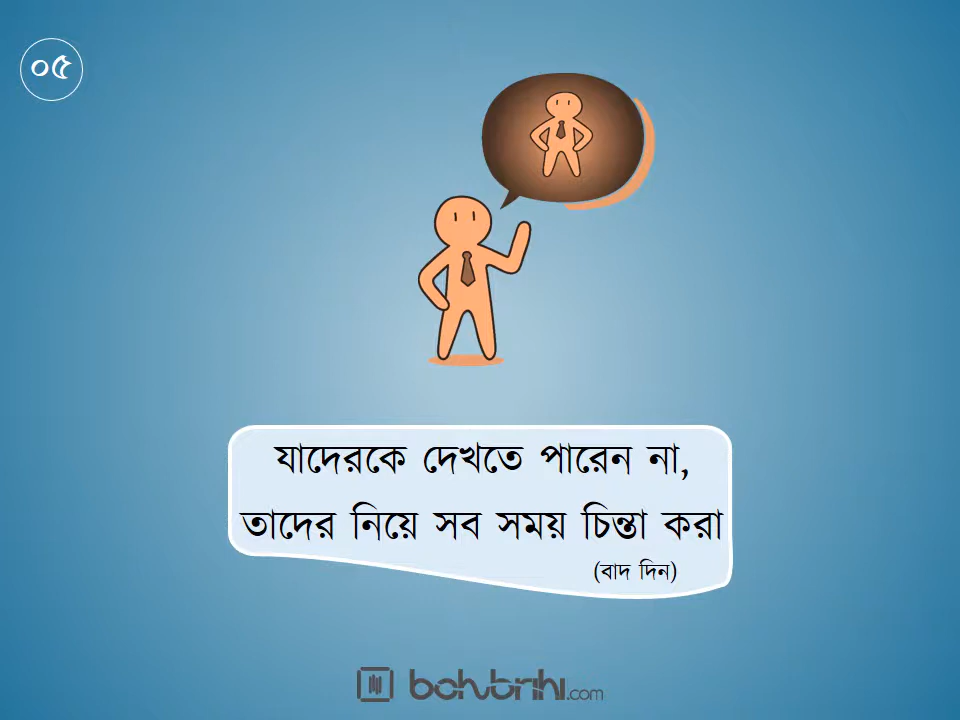 ০৫
যাদেরকে দেখতে পারেন না,
তাদের নিয়ে সব সময় চিন্তা করা
(বাদ দিন)
bohubrihi.com